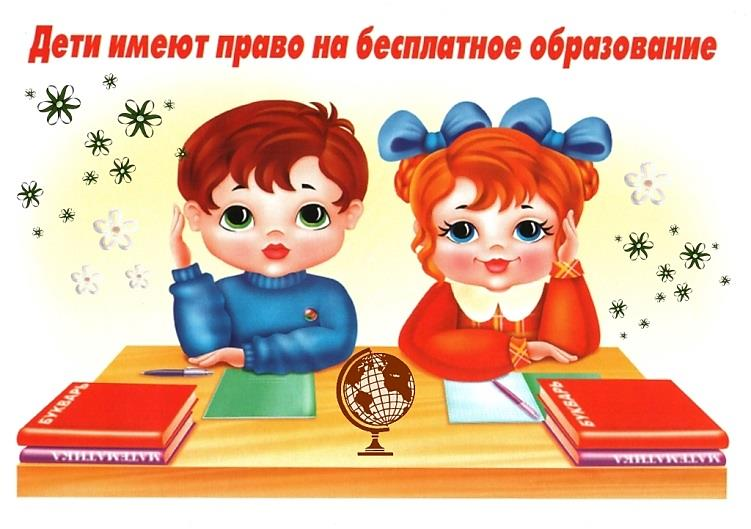 Дети имеют право на бесплатное образование
БУКВАРЬ
МАТЕМАТИКА
БУКВАРЬ
МАТЕМАТИКА